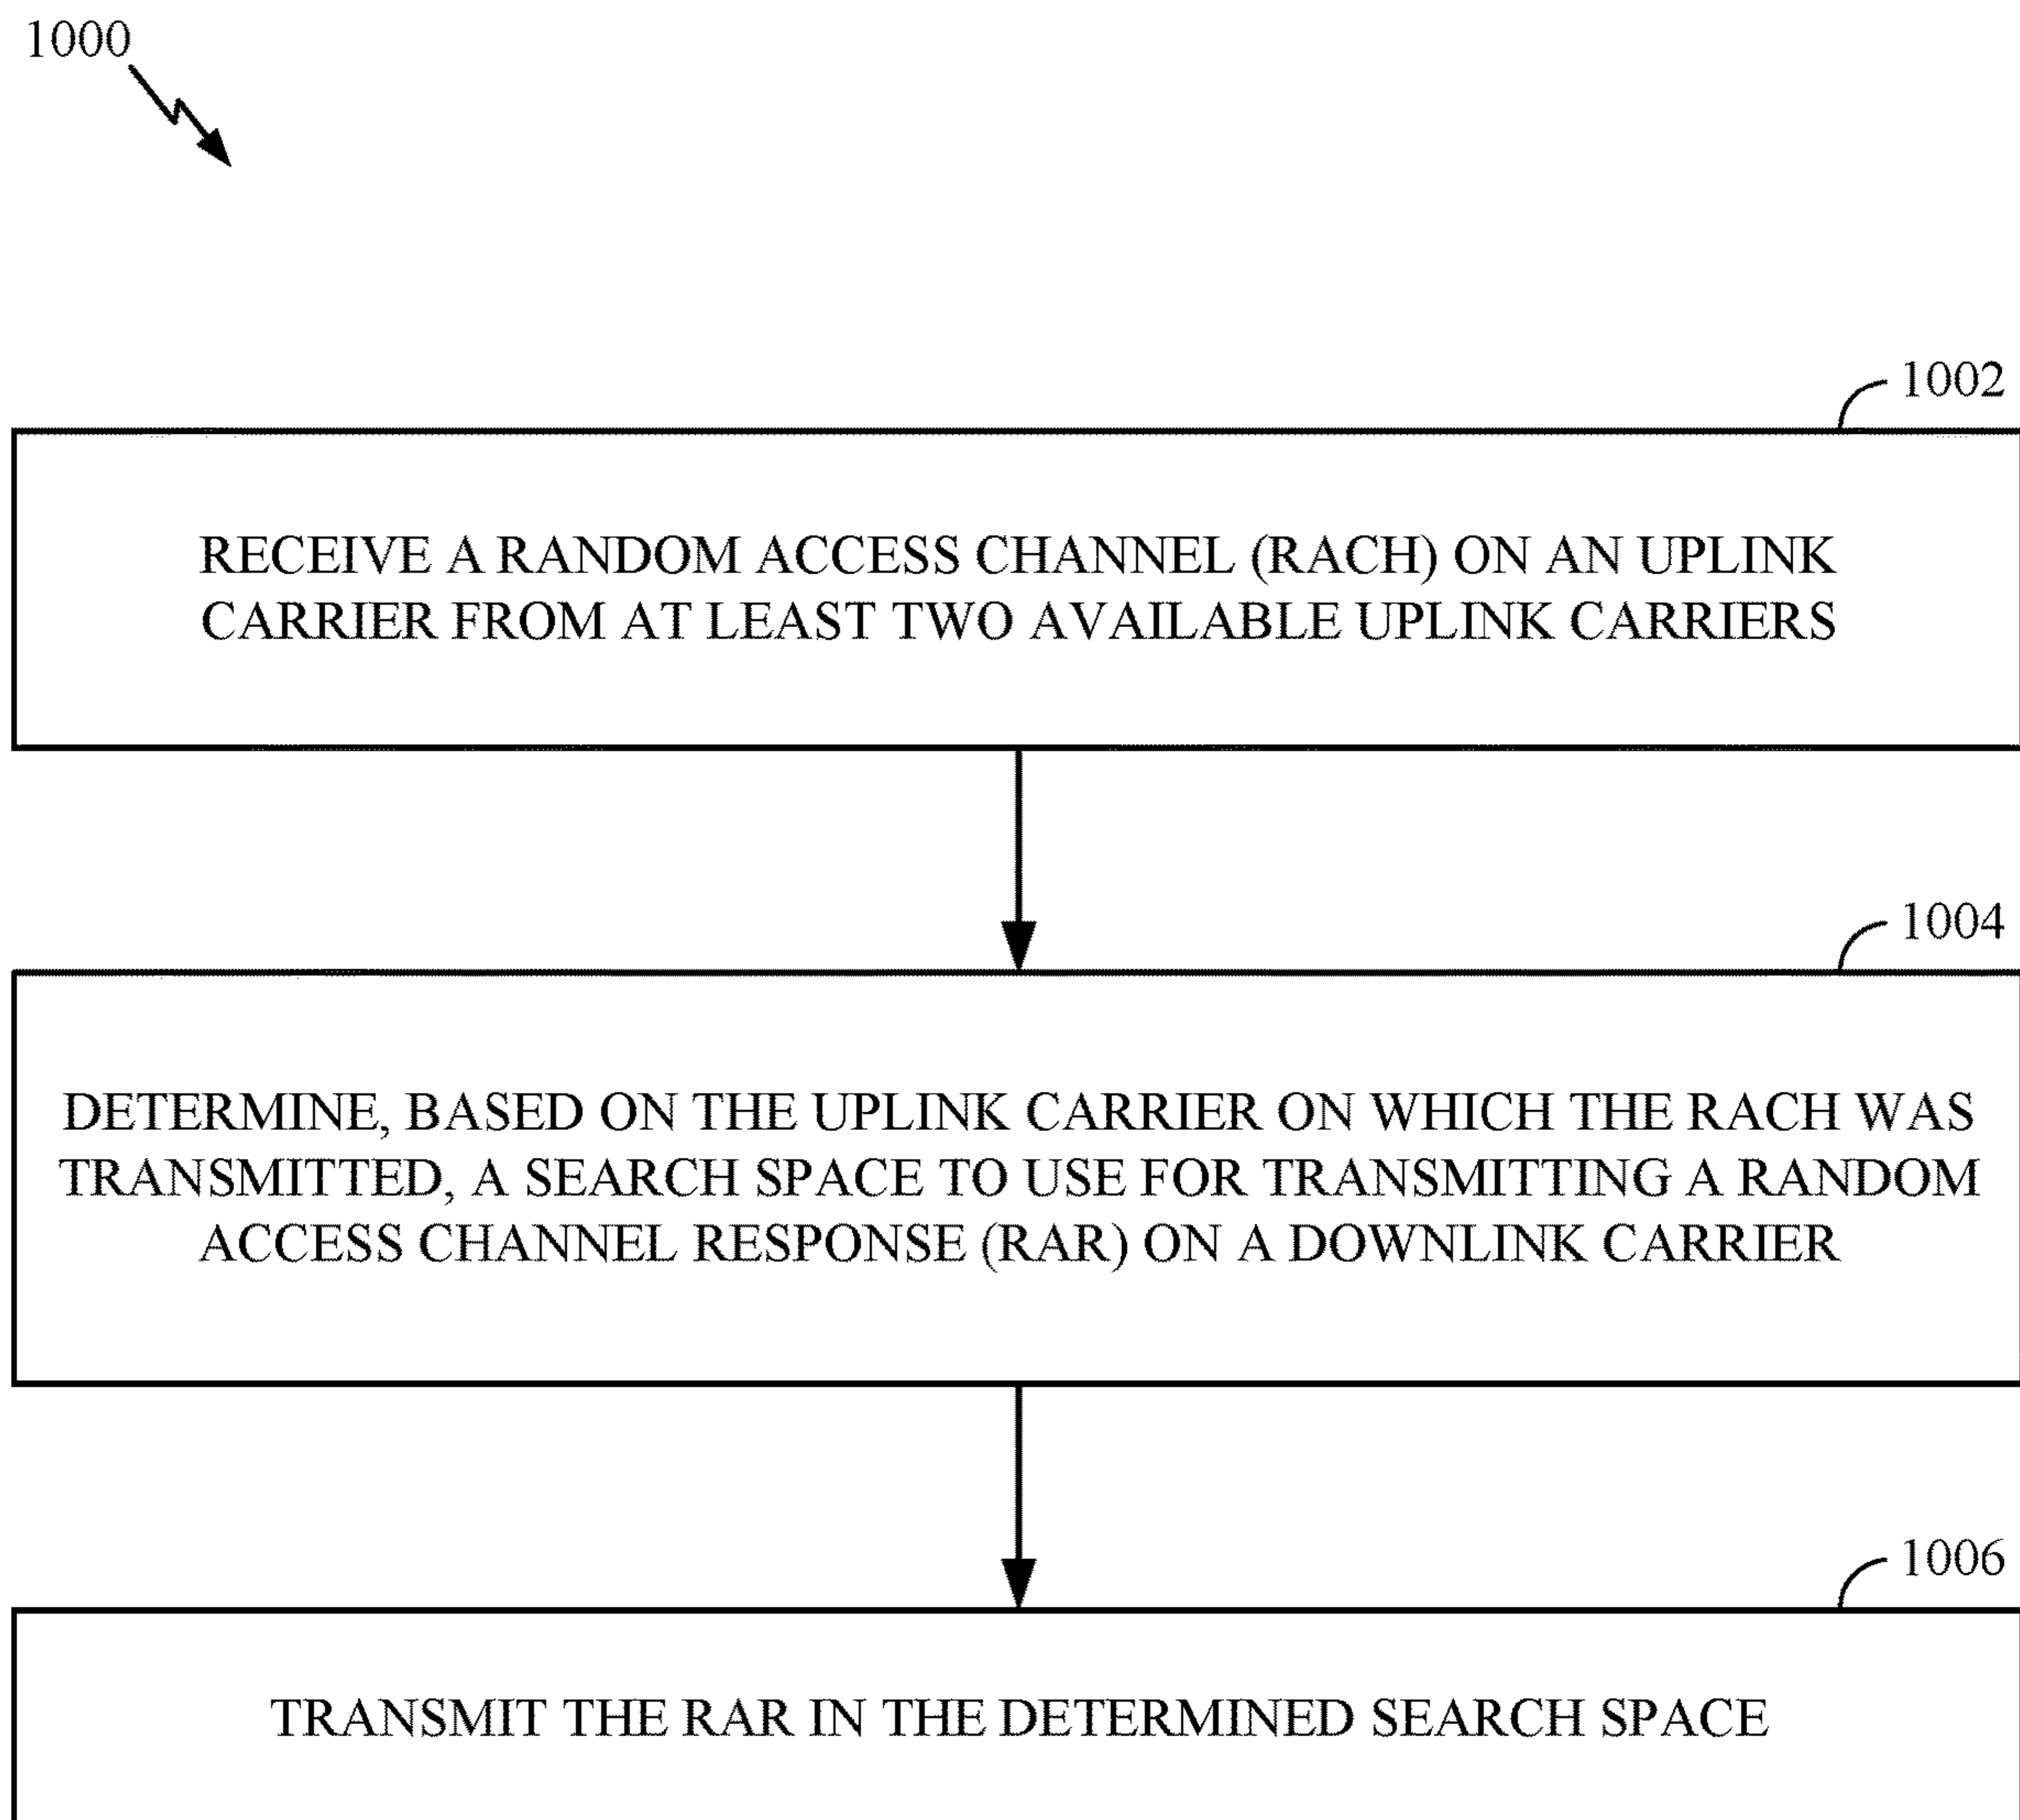 1000
1002
RECEIVE A RANDOM ACCESS CHANNEL (RACH) ON AN UPLINK
CARRIER FROM AT LEAST TWO AVAILABLE UPLINK CARRIERS
1004
DETERMINE, BASED ON THE UPLINK CARRIER ON WHICH THE RACH WAS
TRANSMITTED, A SEARCH SPACE TO USE FOR TRANSMITTING A RANDOM
ACCESS CHANNEL RESPONSE (RAR) ON A DOWNLINK CARRIER
1006
TRANSMIT THE RAR IN THE DETERMINED SEARCH SPACE